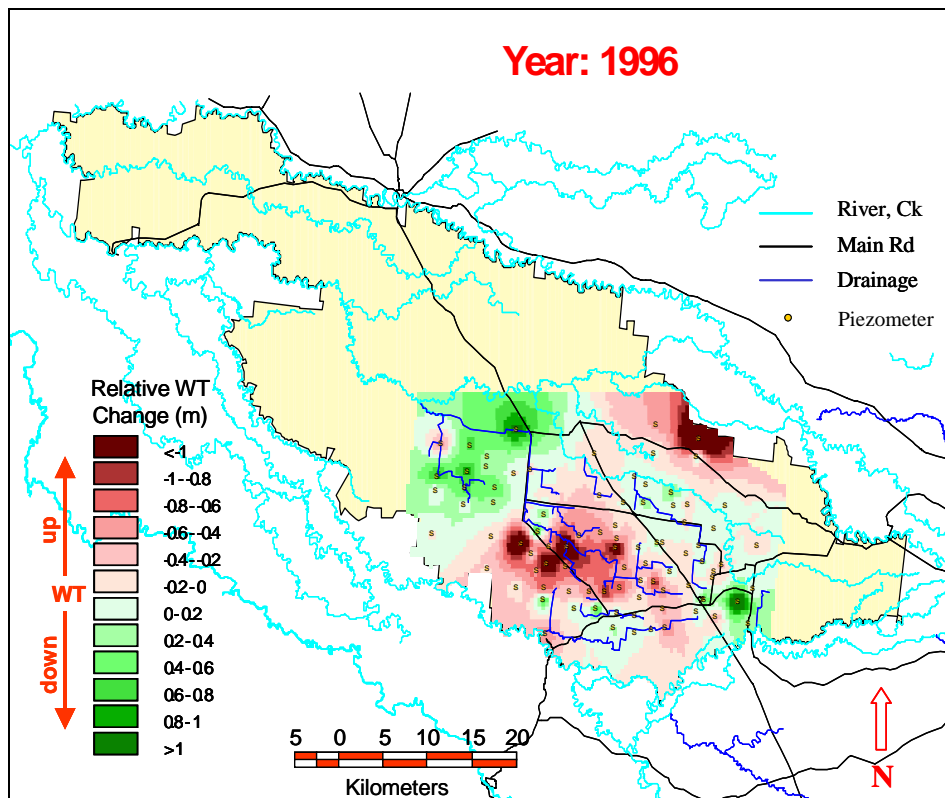 Year: 1996
River, Ck
Main Rd
Drainage
Piezometer
Relative WT
Change (m)
<-1
-1--0.8
-0.8--0.6
-0.6--0.4
-0.4--0.2
-0.2-0
0-0.2
0.2-0.4
0.4-0.6
0.6-0.8
0.8-1
>1
up
WT
down
5 0 5 10 15 20
Kilometers
N